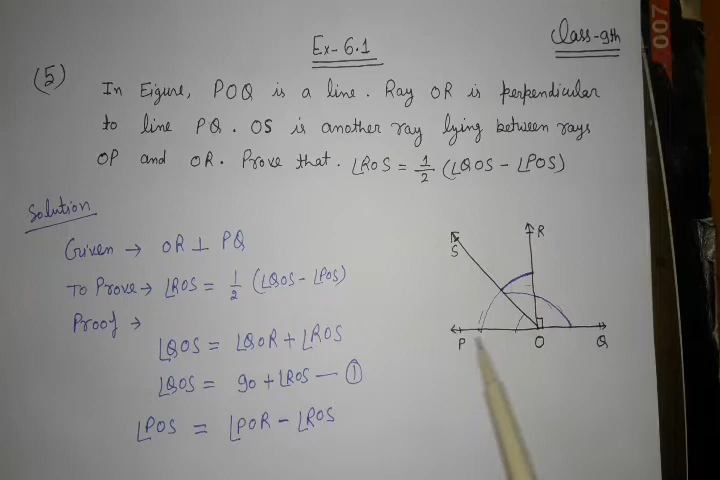 Ex-6.1
Class-9th
007
(5)
In Eigure, POQ is a line. Ray OR is perpendicular
to line PQ. OS is another ray lying between rays
OP and OR. Prove that. ∠ROS = 1/2 (∠QOS - ∠POS)
Solution
Given → OR ⊥ PQ
To Prove → ∠ROS = 1/2 (∠QOS - ∠POS)
Proof →
∠QOS = ∠QOR + ∠ROS
∠QOS = 90 + ∠ROS — ①
∠POS = ∠POR - ∠ROS
R
S
P
O
Q